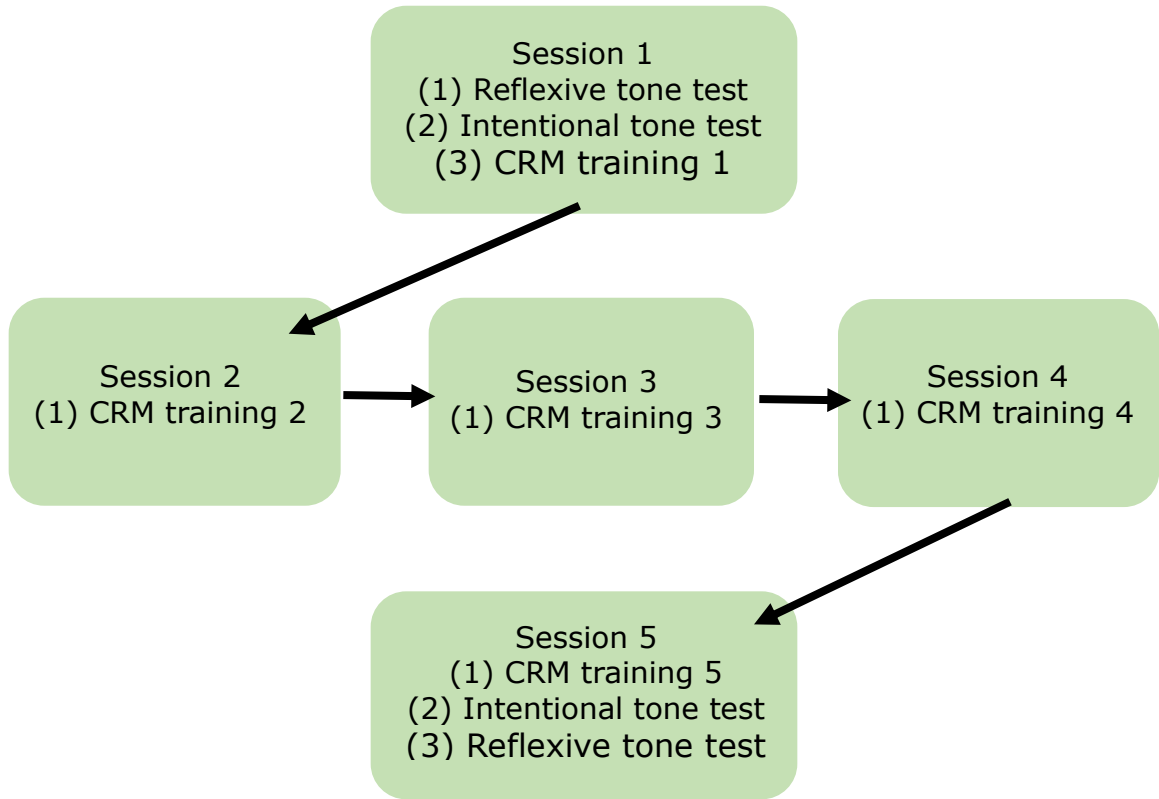 Session 1
(1) Reflexive tone test
(2) Intentional tone test
(3) CRM training 1
Session 2
(1) CRM training 2
Session 3
(1) CRM training 3
Session 4
(1) CRM training 4
Session 5
(1) CRM training 5
(2) Intentional tone test
(3) Reflexive tone test